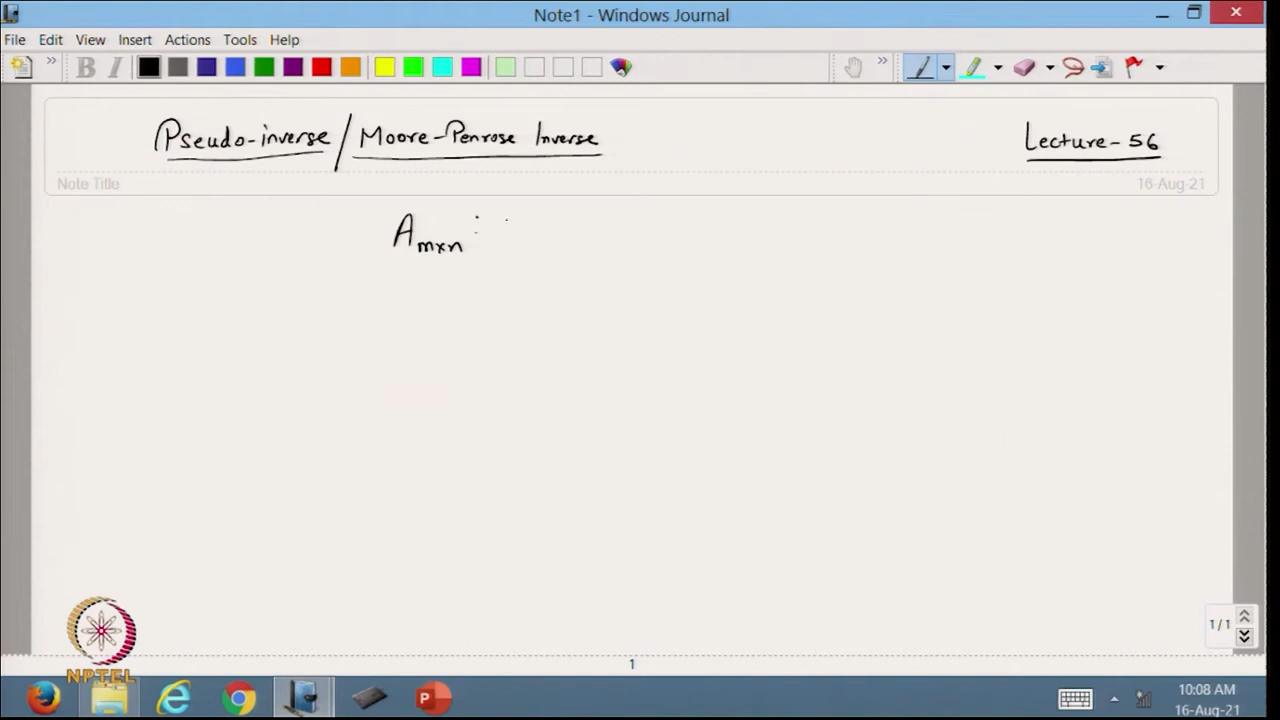 Note1 - Windows Journal
File Edit View Insert Actions Tools Help
B I
Pseudo-inverse / Moore-Penrose Inverse
Lecture-56
Note Title
16-Aug-21
A m×n :
1 / 1
NPTEL
1
10:08 AM
16-Aug-21